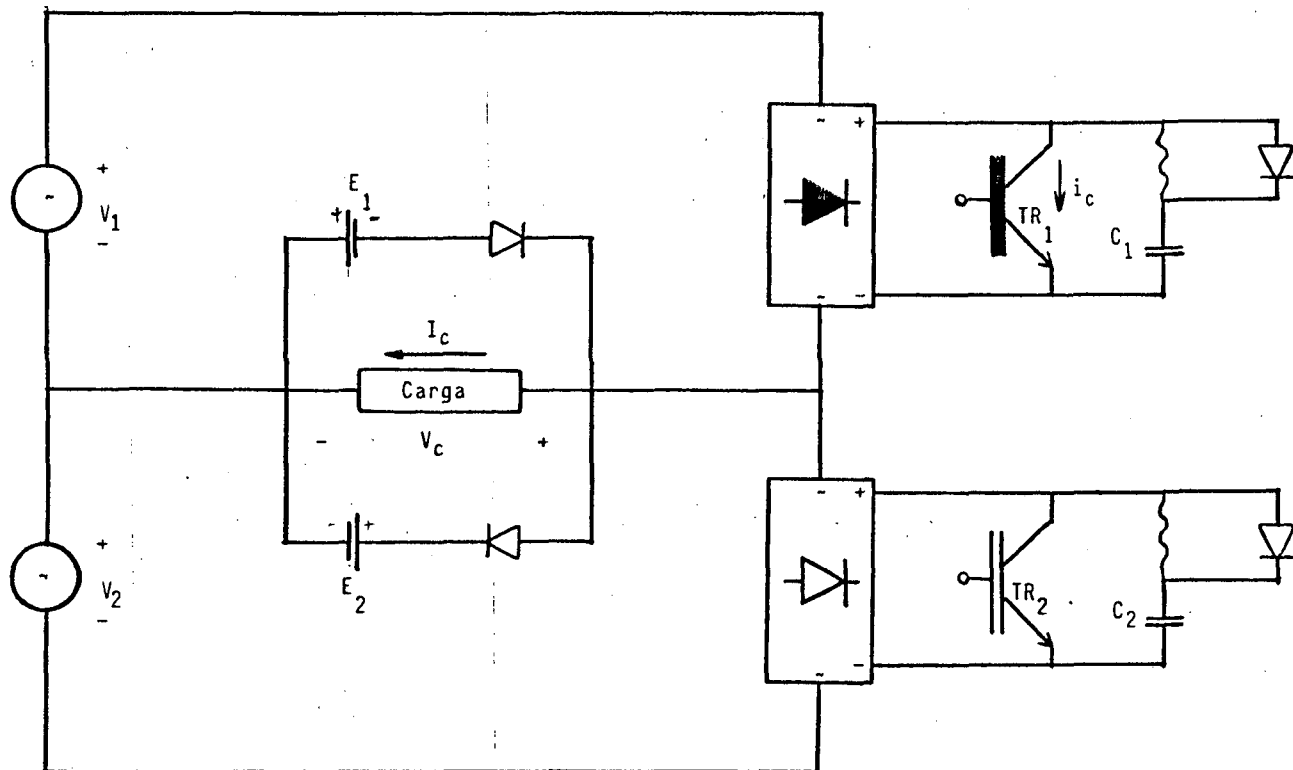 ~
+
V1
-
~
+
V2
-
E1
+ -
Ic
Carga
- Vc +
- +
E2
~ +
TR1
ic
C1
~ -
~ +
TR2
C2
~ -